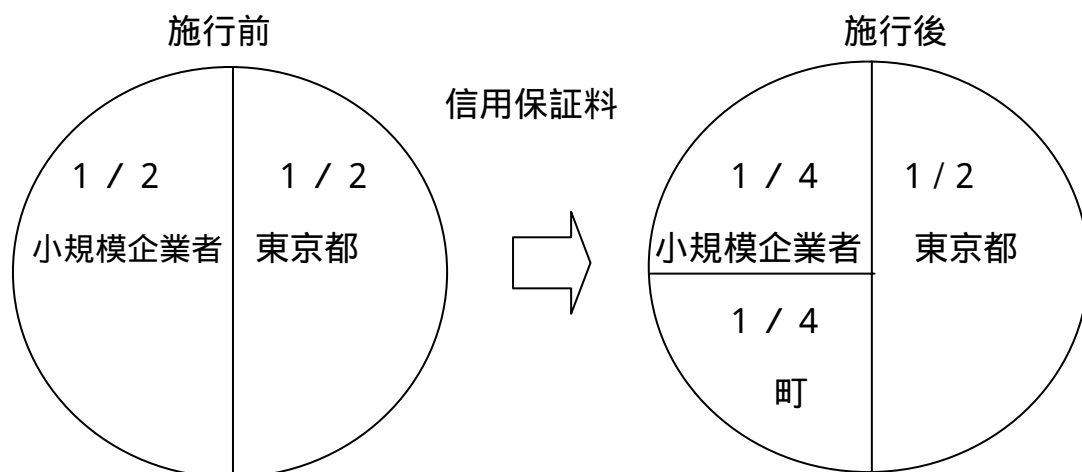 施行前
施行後
信用保証料
1 / 2
1 / 2
小規模企業者
東京都
1 / 4
1 / 2
小規模企業者
東京都
1 / 4
町